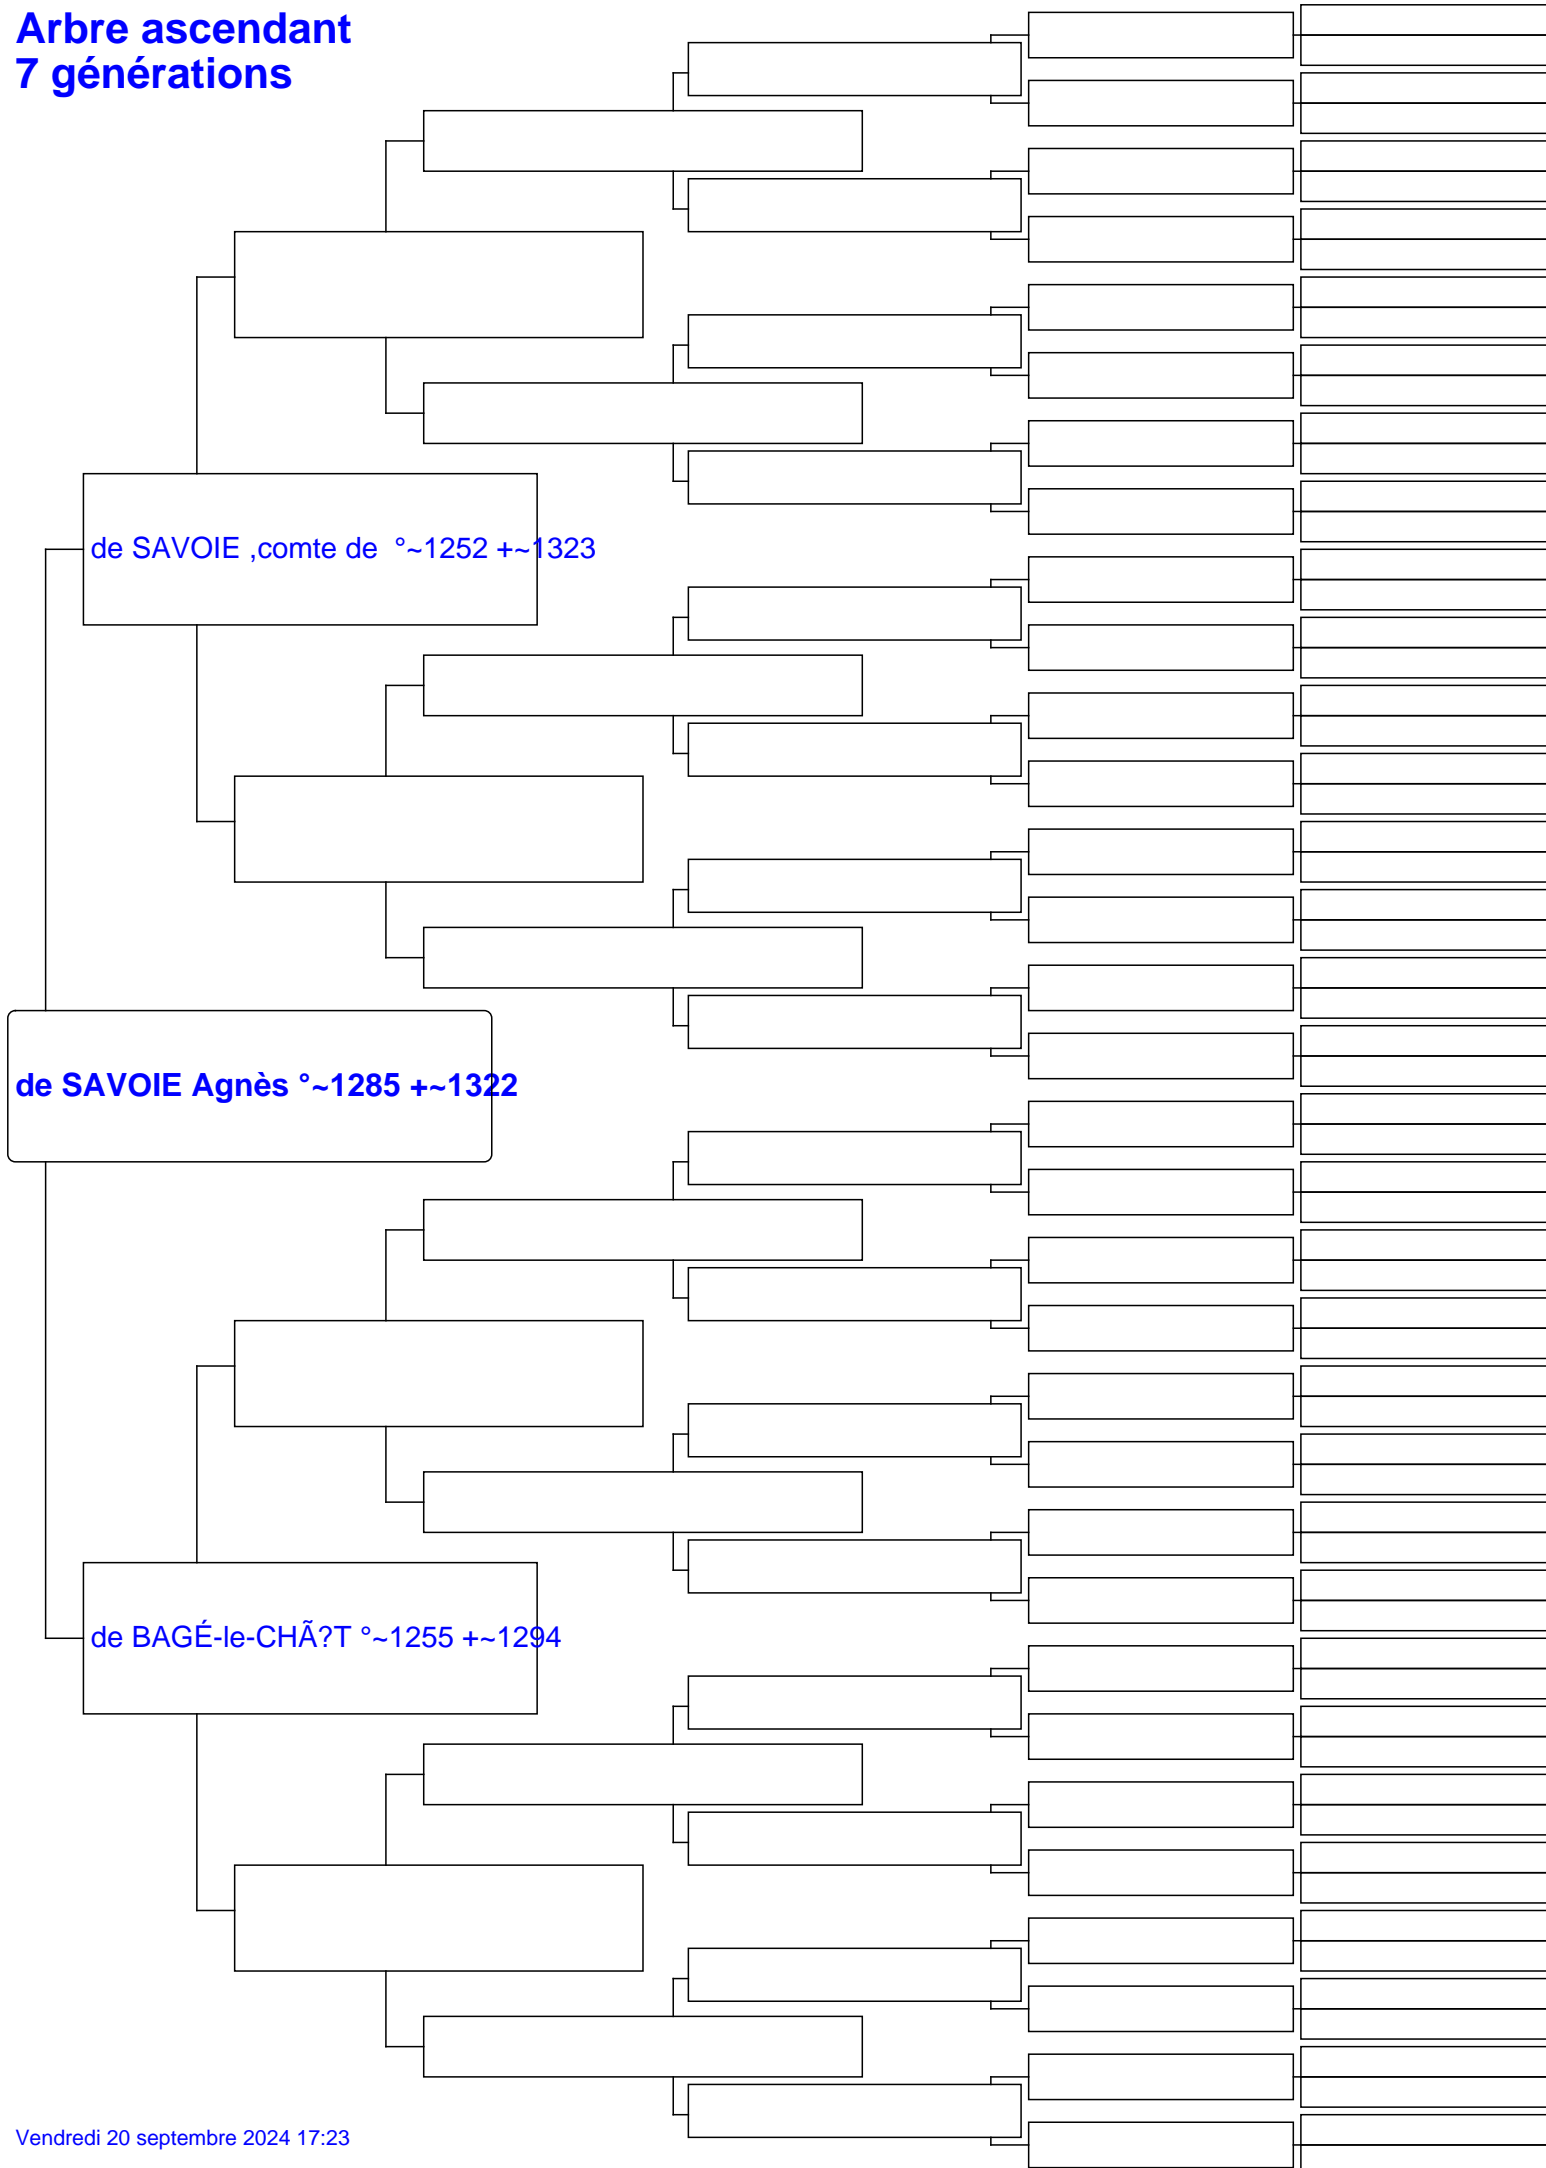 Arbre ascendant
7 générations
de SAVOIE ,comte de  °~1252 +~1323
de SAVOIE Agnès °~1285 +~1322
de BAGÉ-le-CHÃ?T °~1255 +~1294
Vendredi 20 septembre 2024 17:23